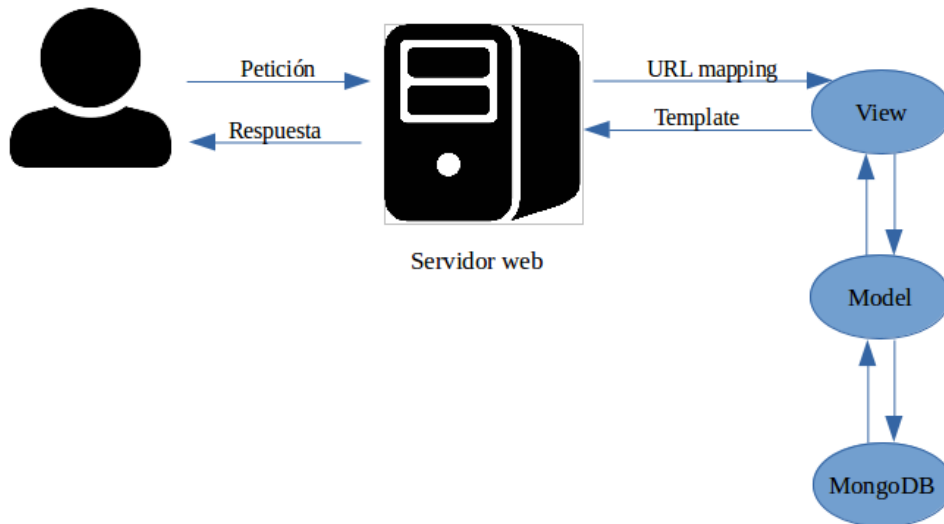 Petición
URL mapping
Respuesta
Template
View
Servidor web
Model
MongoDB